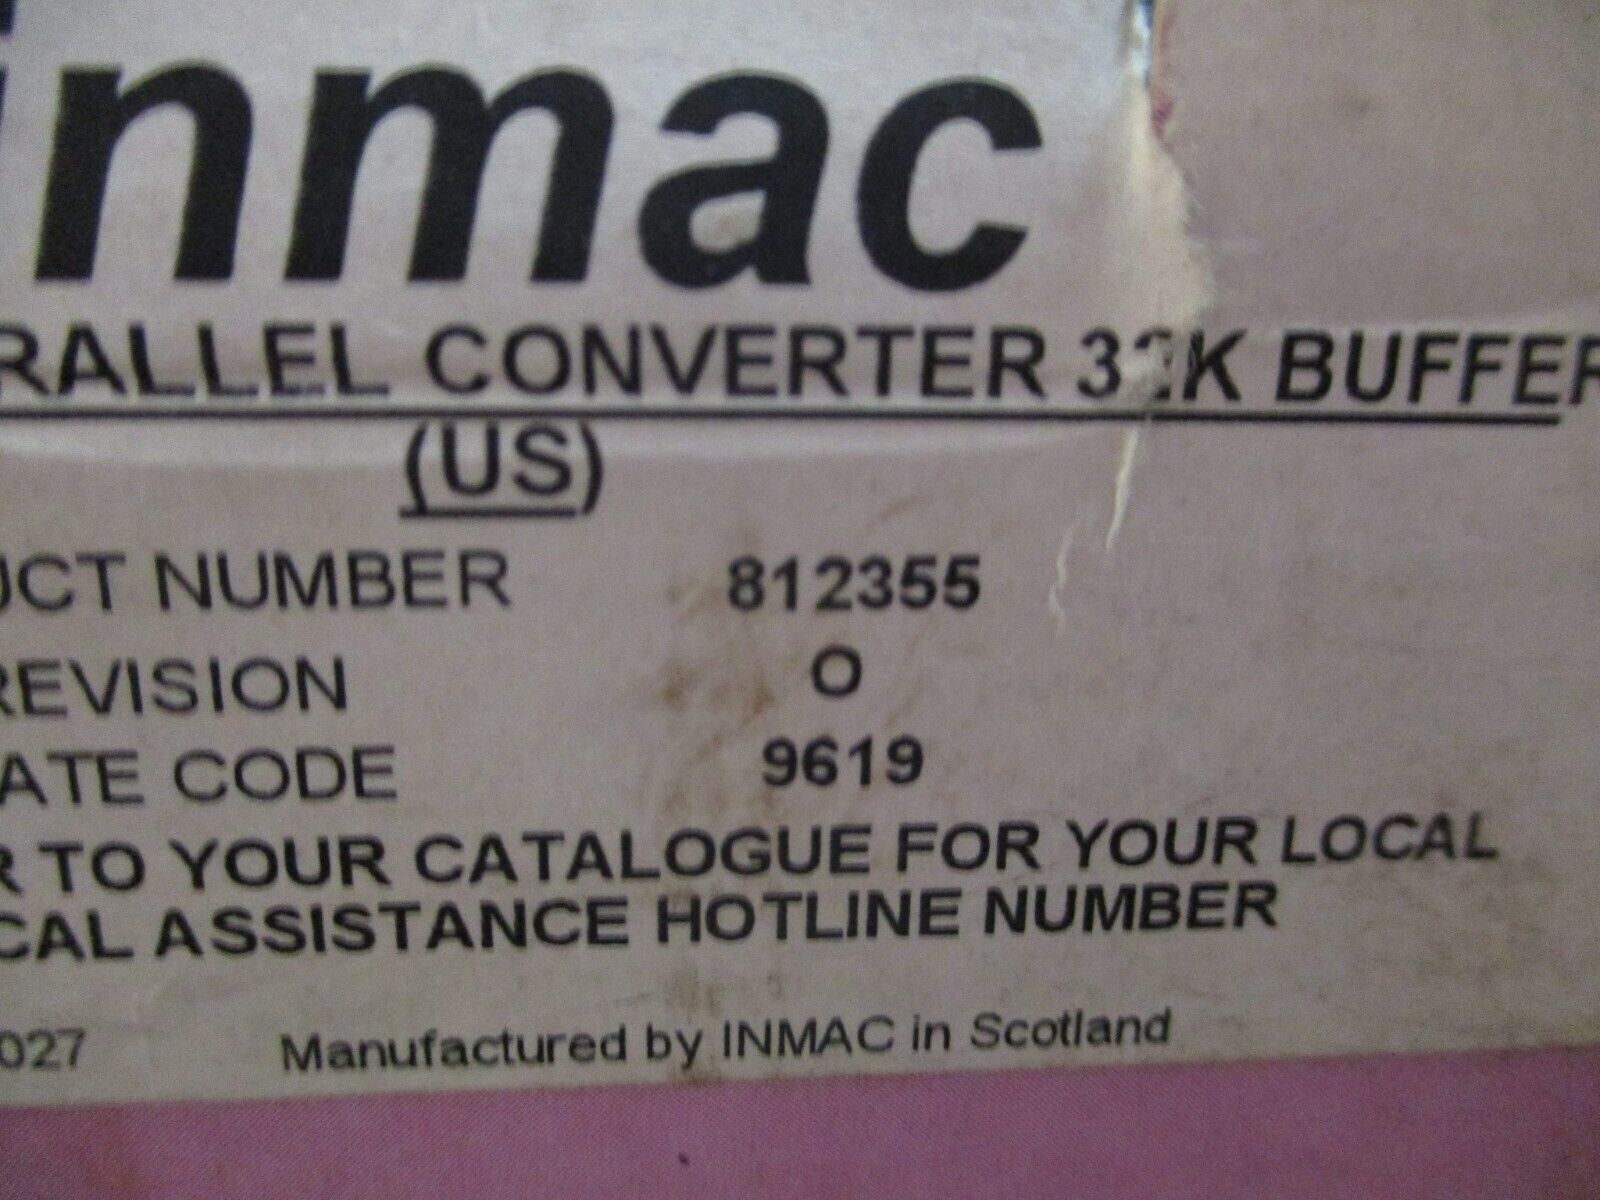 inmac
RALLEL CONVERTER 32K BUFFER
(US)
UCT NUMBER 812355
REVISION O
ATE CODE 9619
R TO YOUR CATALOGUE FOR YOUR LOCAL
CAL ASSISTANCE HOTLINE NUMBER
027 Manufactured by INMAC in Scotland